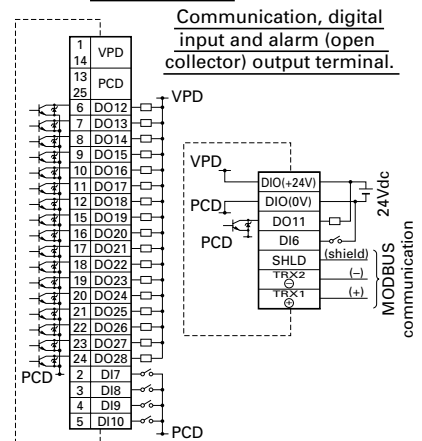 Communication, digital
input and alarm (open
collector) output terminal.
1
14 VPD
13
25 PCD
6 DO12
7 DO13
8 DO14
9 DO15
10 DO16
11 DO17
12 DO18
15 DO19
16 DO20
17 DO21
18 DO22
19 DO23
20 DO24
21 DO25
22 DO26
23 DO27
24 DO28
2 DI7
3 DI8
4 DI9
5 DI10
VPD
PCD
PCD
VPD
PCD
PCD
DIO(+24V)
DIO(0V)
DO11
DI6
SHLD
TRX2
⊖
TRX1
⊕
24Vdc
(shield)
(−)
(+)
MODBUS
communication